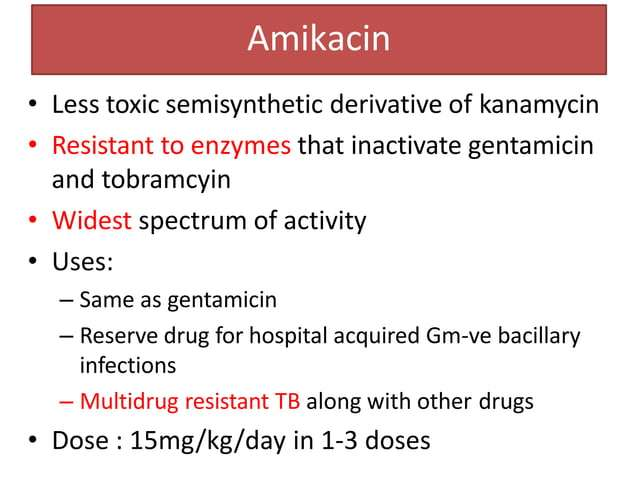 Amikacin
• Less toxic semisynthetic derivative of kanamycin
• Resistant to enzymes that inactivate gentamicin
and tobramcyin
• Widest spectrum of activity
• Uses:
– Same as gentamicin
– Reserve drug for hospital acquired Gm-ve bacillary
infections
– Multidrug resistant TB along with other drugs
• Dose : 15mg/kg/day in 1-3 doses